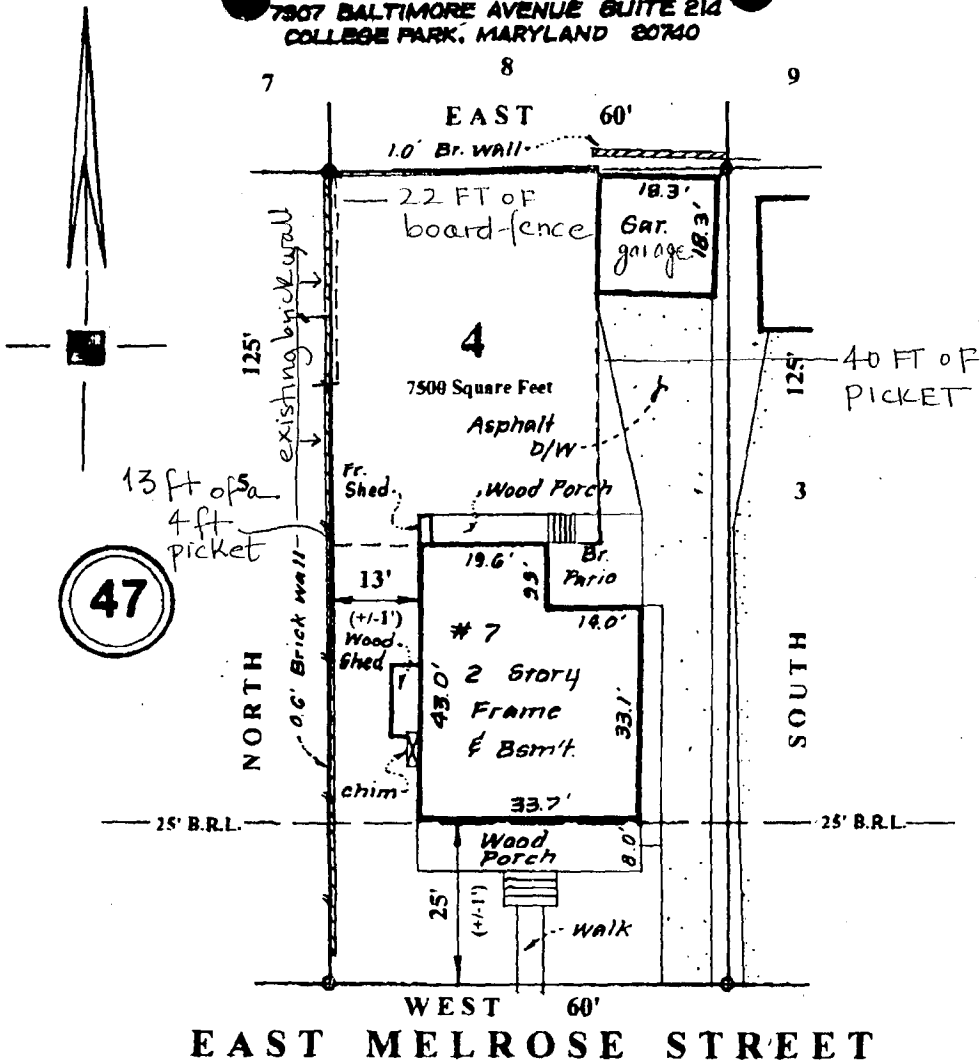 7307 BALTIMORE AVENUE SUITE 214
COLLEGE PARK, MARYLAND 20740
7
8
9
EAST 60'
1.0' Br. Wall
22 FT OF
board-fence
18.3'
18.3'
Gar.
garage
existing brick wall
125'
4
7500 Square Feet
125'
40 FT OF
PICKET
Asphalt
D/W
Fr.
Shed
Wood Porch
13 ft of a
5
4 ft
picket
3
47
19.6'
9.9'
Br.
Patio
13'
(+/-1')
14.0'
Wood
Shed
# 7
2 Story
Frame
& Bsm't.
43.0'
33.1'
0.6' Brick Wall
NORTH
SOUTH
chim
33.7'
25' B.R.L.
25' B.R.L.
Wood
Porch
8.0'
25'
(+/-1')
walk
WEST 60'
EAST MELROSE STREET